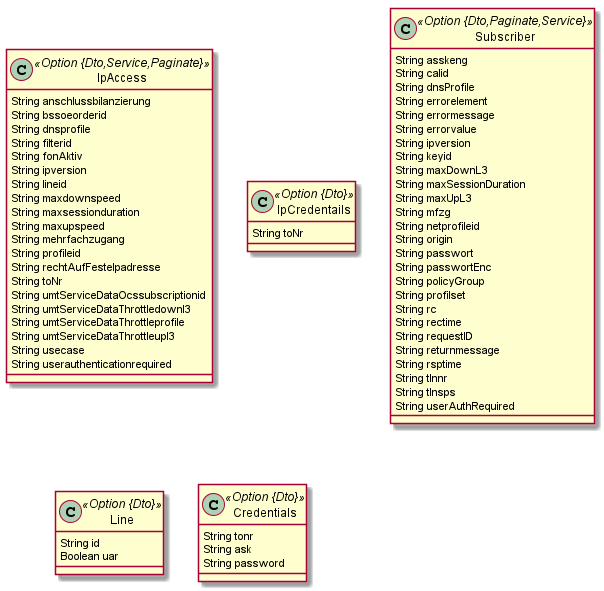 C «Option {Dto,Service,Paginate}»
IpAccess
String anschlussbilanzierung
String bssoeorderid
String dnsprofile
String filterid
String fonAktiv
String ipversion
String lineid
String maxdownspeed
String maxsessionduration
String maxupspeed
String mehrfachzugang
String profileid
String rechtAufFesteIpadresse
String toNr
String umtServiceDataOcssubscriptionid
String umtServiceDataThrottledownl3
String umtServiceDataThrottleprofile
String umtServiceDataThrottleupl3
String usecase
String userauthenticationrequired
C «Option {Dto}»
IpCredentails
String toNr
C «Option {Dto,Paginate,Service}»
Subscriber
String asskeng
String calid
String dnsProfile
String errorelement
String errormessage
String errorvalue
String ipversion
String keyid
String maxDownL3
String maxSessionDuration
String maxUpL3
String mfzg
String netprofileid
String origin
String passwort
String passwortEnc
String policyGroup
String profilset
String rc
String rectime
String requestID
String returnmessage
String rsptime
String tlnnr
String tlnsps
String userAuthRequired
C «Option {Dto}»
Line
String id
Boolean uar
C «Option {Dto}»
Credentials
String tonr
String ask
String password